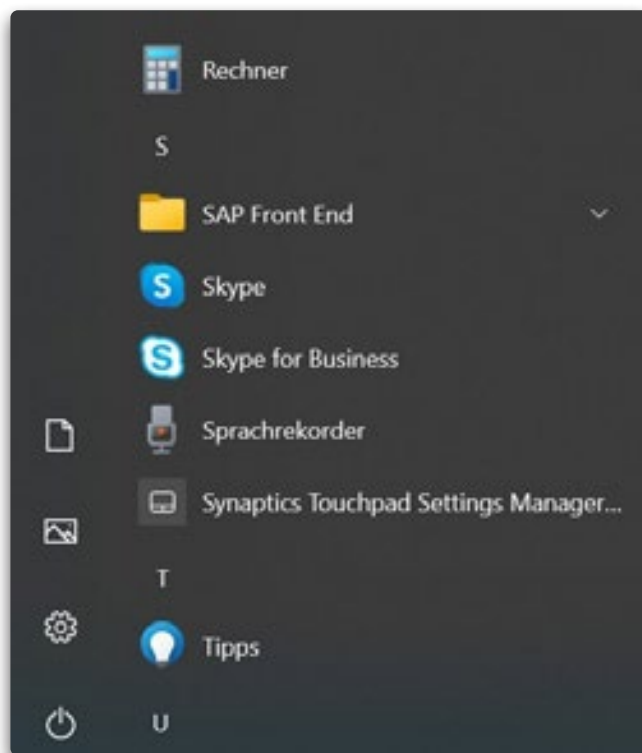 Rechner
S
SAP Front End
Skype
Skype for Business
Sprachrekorder
Synaptics Touchpad Settings Manager...
T
Tipps
U